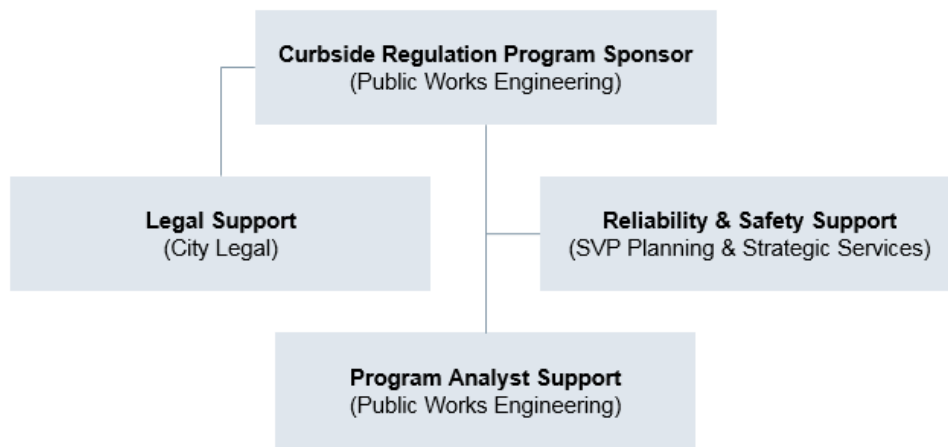 Curbside Regulation Program Sponsor
(Public Works Engineering)
Legal Support
(City Legal)
Reliability & Safety Support
(SVP Planning & Strategic Services)
Program Analyst Support
(Public Works Engineering)